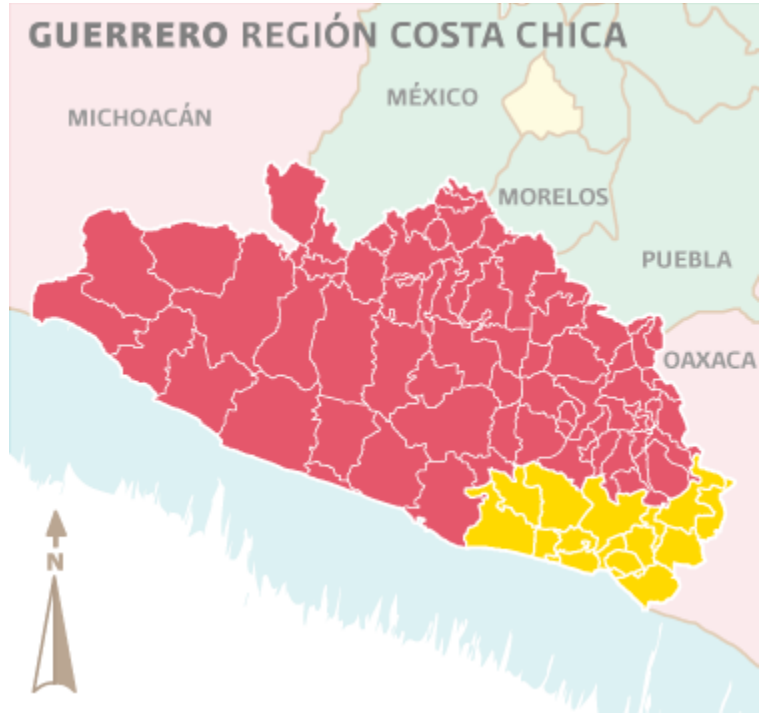 GUERRERO REGIÓN COSTA CHICA
MÉXICO
MICHOACÁN
MORELOS
PUEBLA
OAXACA
N